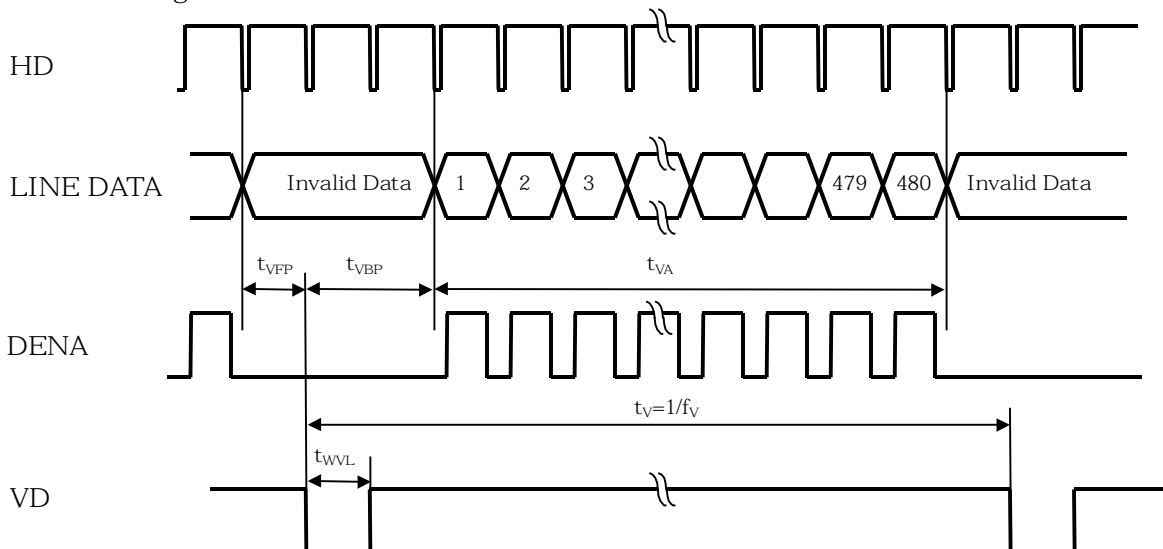 HD
LINE DATA
Invalid Data 1 2 3 479 480 Invalid Data
tVFP tVBP tVA
DENA
tV=1/fV
tWVL
VD